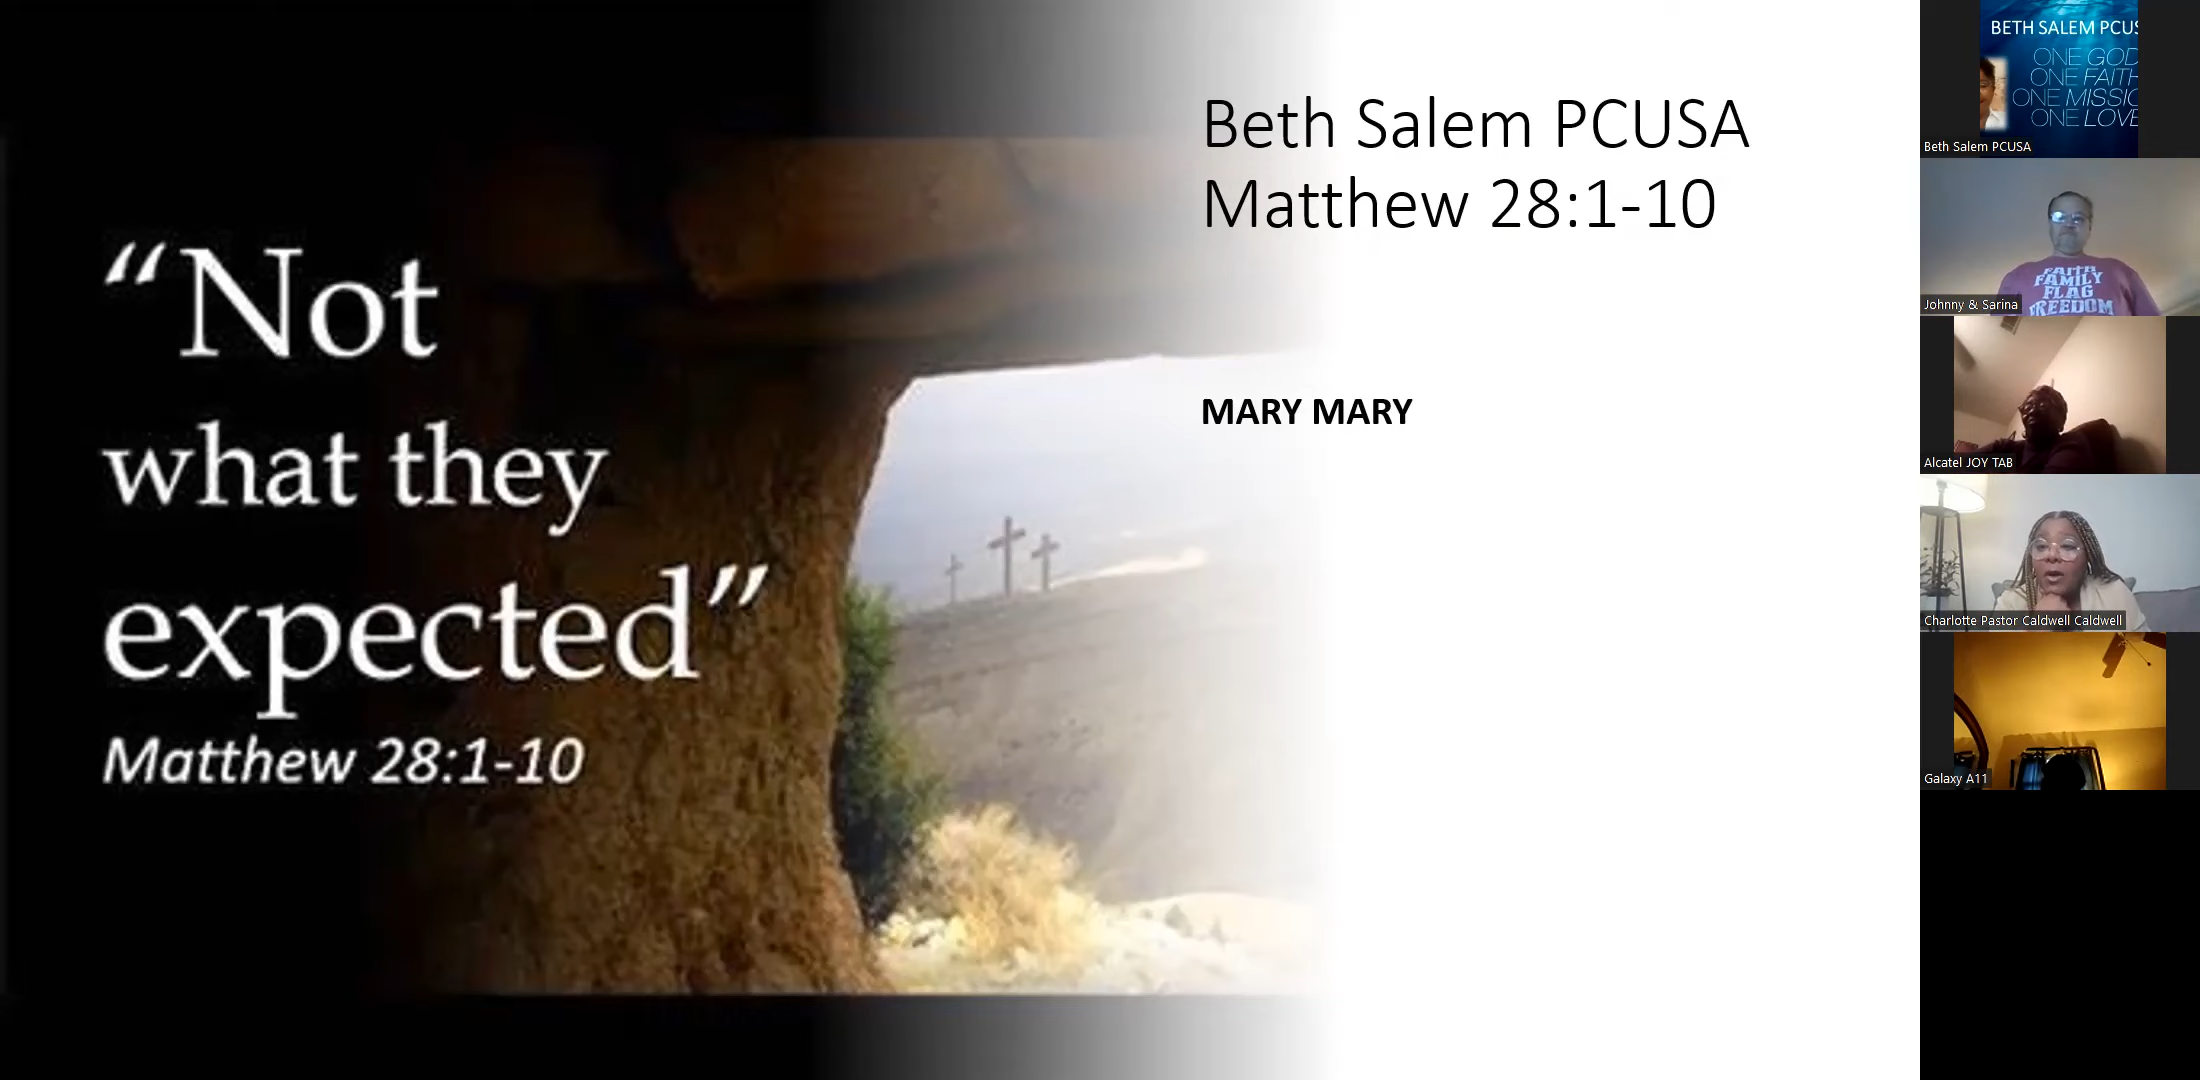 “Not
what they
expected”
Matthew 28:1-10
Beth Salem PCUSA
Matthew 28:1-10
MARY MARY
BETH SALEM PCUS
ONE GOD
ONE FAITH
ONE MISSIO
ONE LOVE
Beth Salem PCUSA
FAITH
FAMILY
FLAG
FREEDOM
Johnny & Sarina
Alcatel JOY TAB
Charlotte Pastor Caldwell Caldwell
Galaxy A11